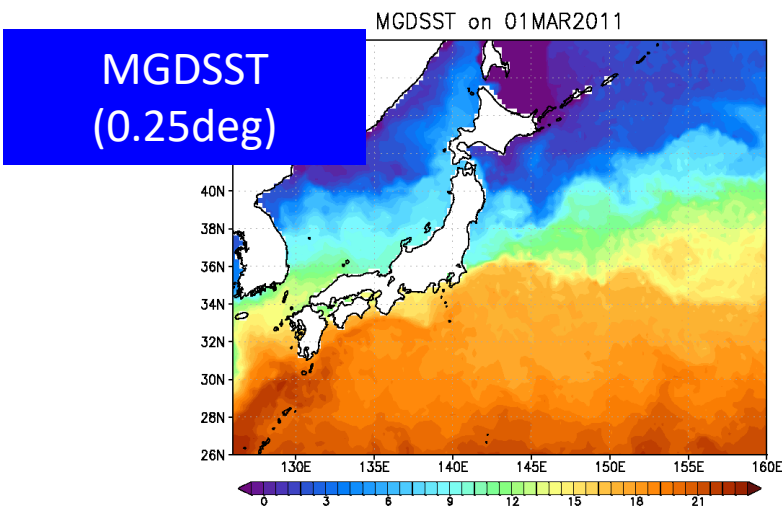 MGDSST on 01MAR2011
MGDSST
(0.25deg)
40N
38N
36N
34N
32N
30N
28N
26N
130E 135E 140E 145E 150E 155E 160E
0 3 6 9 12 15 18 21